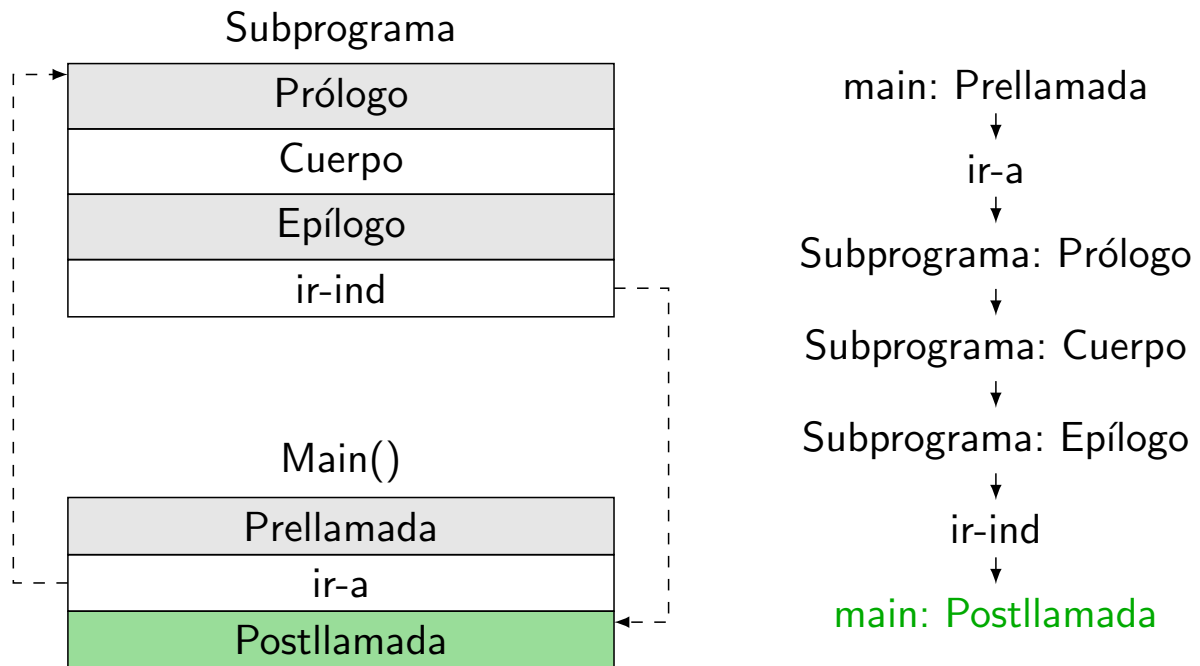 Subprograma
Prólogo
Cuerpo
Epílogo
ir-ind
Main()
Prellamada
ir-a
Postllamada
main: Prellamada
ir-a
Subprograma: Prólogo
Subprograma: Cuerpo
Subprograma: Epílogo
ir-ind
main: Postllamada